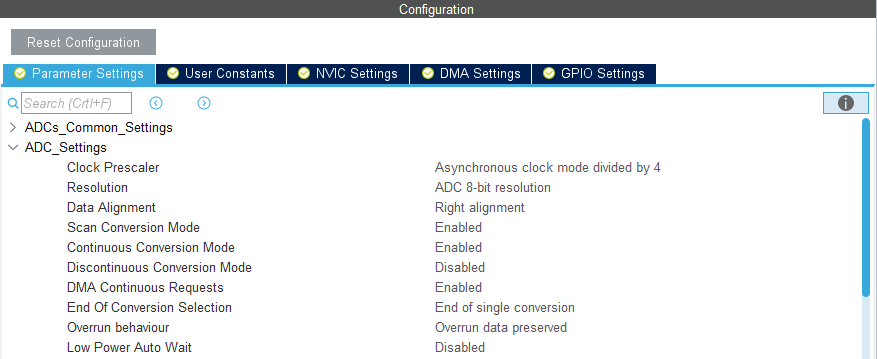 Configuration
Reset Configuration
Parameter Settings User Constants NVIC Settings DMA Settings GPIO Settings
Search (CrtI+F)
ADCs_Common_Settings
ADC_Settings
Clock Prescaler Asynchronous clock mode divided by 4
Resolution ADC 8-bit resolution
Data Alignment Right alignment
Scan Conversion Mode Enabled
Continuous Conversion Mode Enabled
Discontinuous Conversion Mode Disabled
DMA Continuous Requests Enabled
End Of Conversion Selection End of single conversion
Overrun behaviour Overrun data preserved
Low Power Auto Wait Disabled